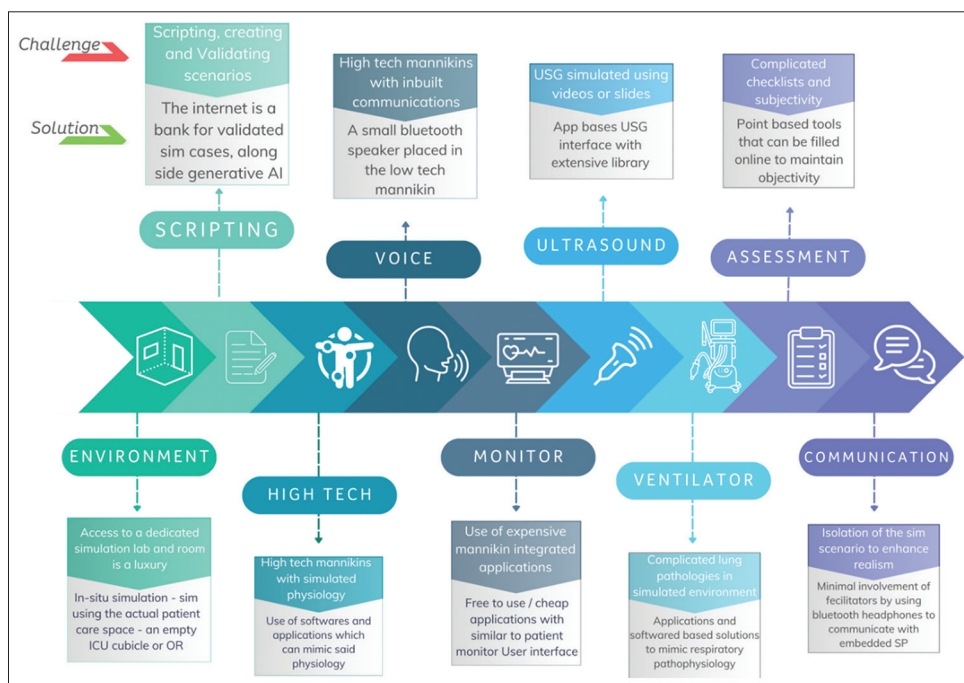 Challenge
Solution
Scripting, creating
and Validating
scenarios
The internet is a
bank for validated
sim cases, along
side generative AI
SCRIPTING
High tech mannikins
with inbuilt
communications
A small bluetooth
speaker placed in
the low tech
mannikin
VOICE
USG simulated using
videos or slides
App bases USG
interface with
extensive library
ULTRASOUND
Complicated
checklists and
subjectivity
Point based tools
that can be filled
online to maintain
objectivity
ASSESSMENT
ENVIRONMENT
Access to a dedicated
simulation lab and room
is a luxury
In-situ simulation - sim
using the actual patient
care space - an empty
ICU cubicle or OR
HIGH TECH
High tech mannikins
with simulated
physiology
Use of softwares and
applications which
can mimic said
physiology
MONITOR
Use of expensive
mannikin integrated
applications
Free to use / cheap
applications with
similar to patient
monitor User interface
VENTILATOR
Complicated lung
pathologies in
simulated environment
Applications and
softwared based solutions
to mimic respiratory
pathophysiology
COMMUNICATION
Isolation of the sim
scenario to enhance
realism
Minimal involvement of
fecilitators by using
bluetooth headphones to
communicate with
embedded SP